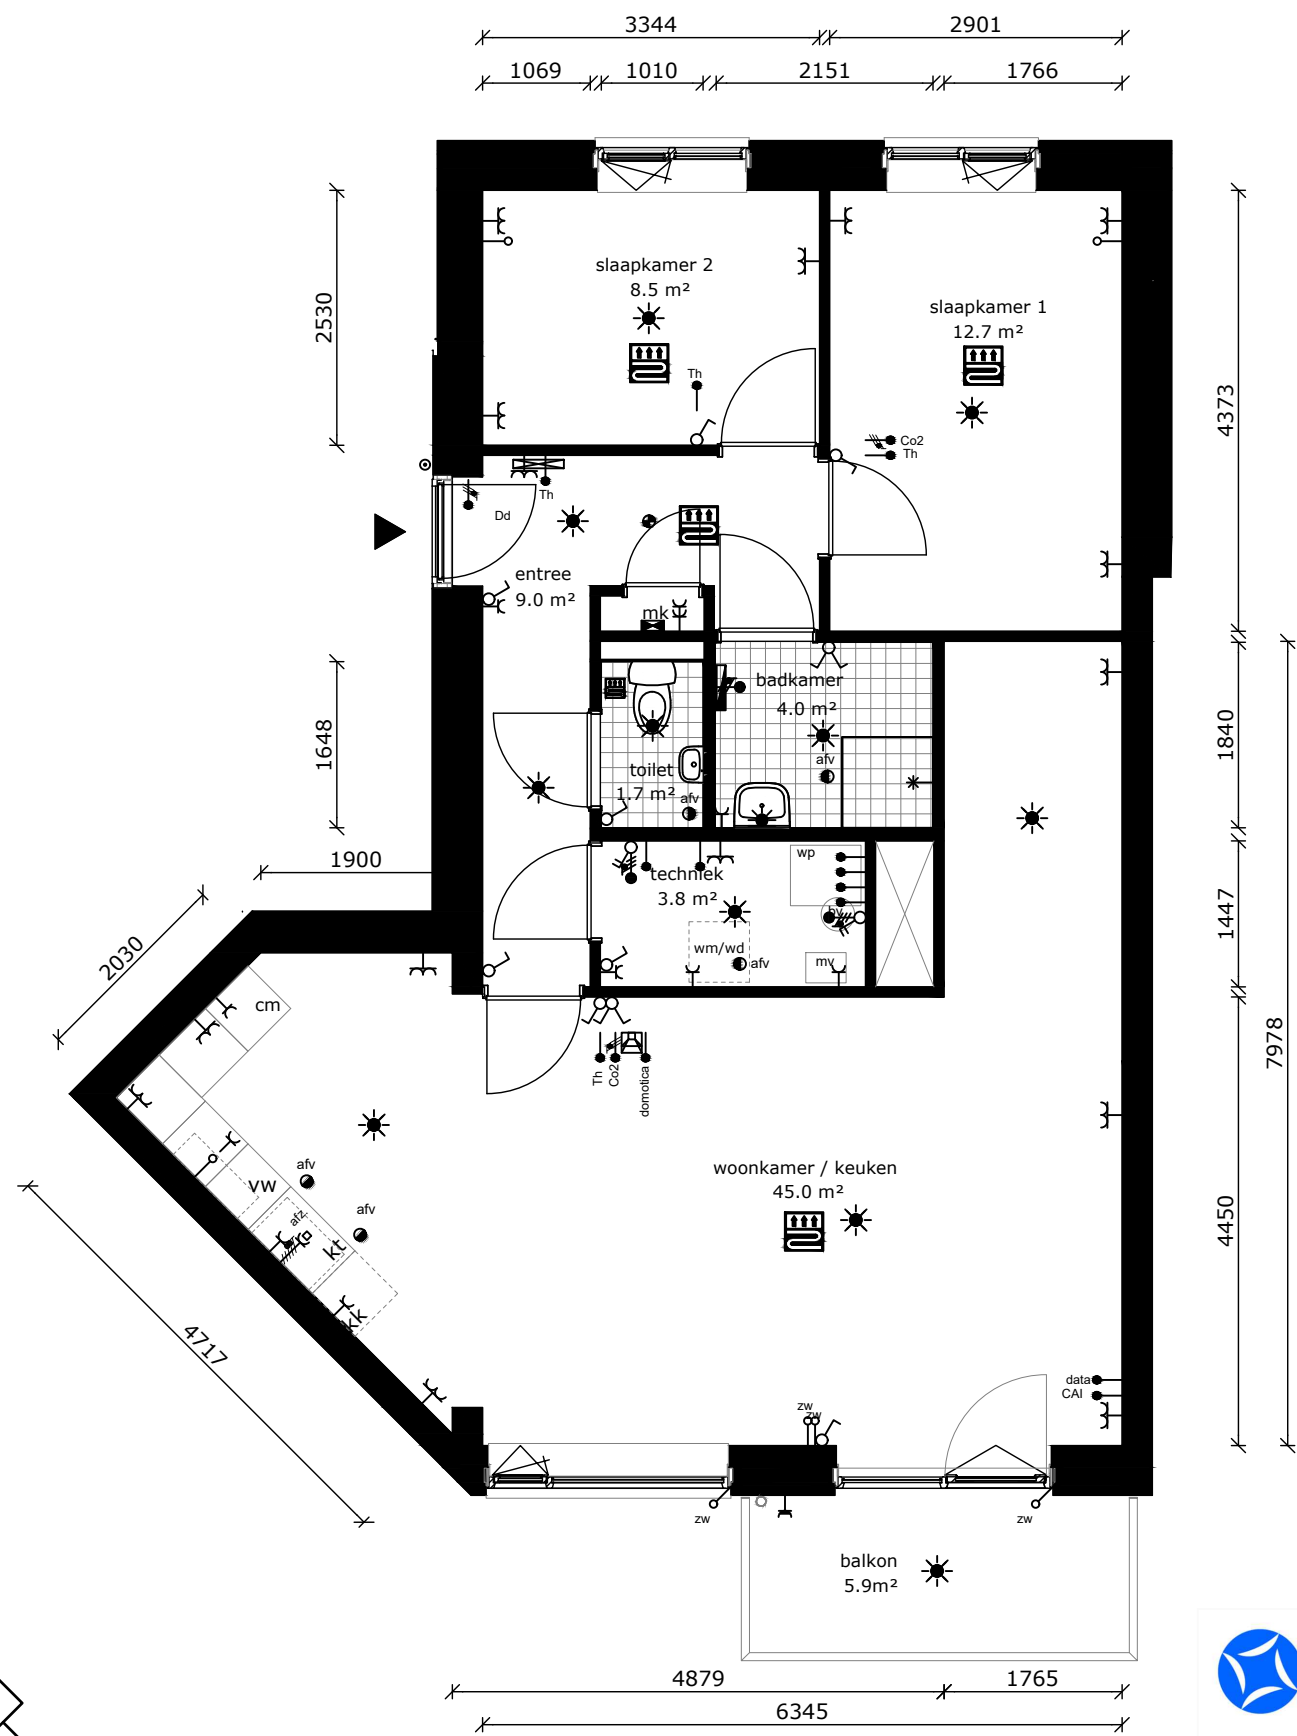 3344
2901
1069
1010
2151
1766
slaapkamer 2
8.5 m²
slaapkamer 1
12.7 m²
2530
4373
Th
Co2
Th
Th
Dd
entree
9.0 m²
mk
badkamer
4.0 m²
afv
toilet
1.7 m²
afv
1648
1840
1900
techniek
3.8 m²
wp
bv
wm/wd
afv
mv
1447
2030
cm
Th
Co2
domotica
7978
woonkamer / keuken
45.0 m²
afv
vw
afv
afz
kt
kk
4450
4717
data
CAI
zw
zw
zw
zw
balkon
5.9m²
4879
1765
6345